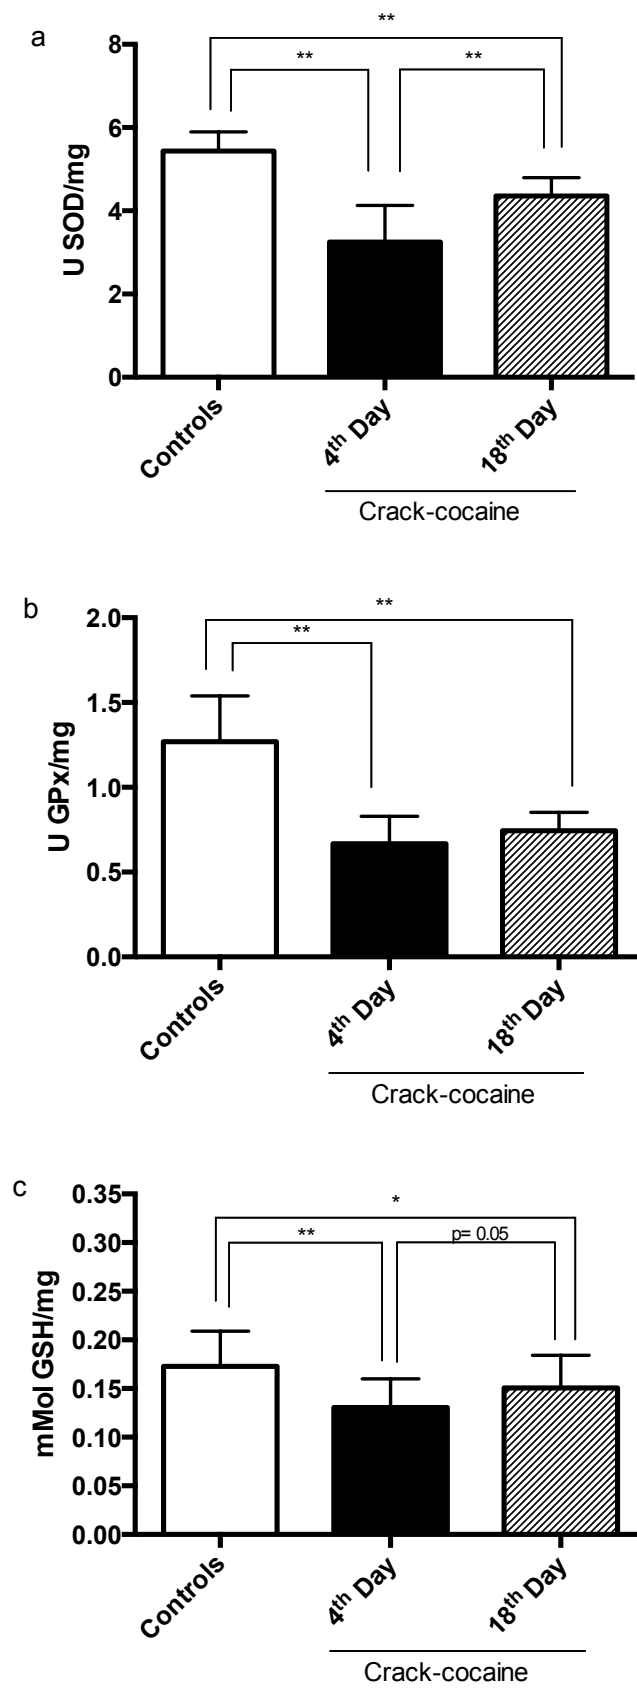 a
**
**
**
8
6
4
2
0
U SOD/mg
Controls
4th Day
18th Day
Crack-cocaine
b
**
**
2.0
1.5
1.0
0.5
0.0
U GPx/mg
Controls
4th Day
18th Day
Crack-cocaine
c
*
**
p= 0.05
0.35
0.30
0.25
0.20
0.15
0.10
0.05
0.00
mMol GSH/mg
Controls
4th Day
18th Day
Crack-cocaine